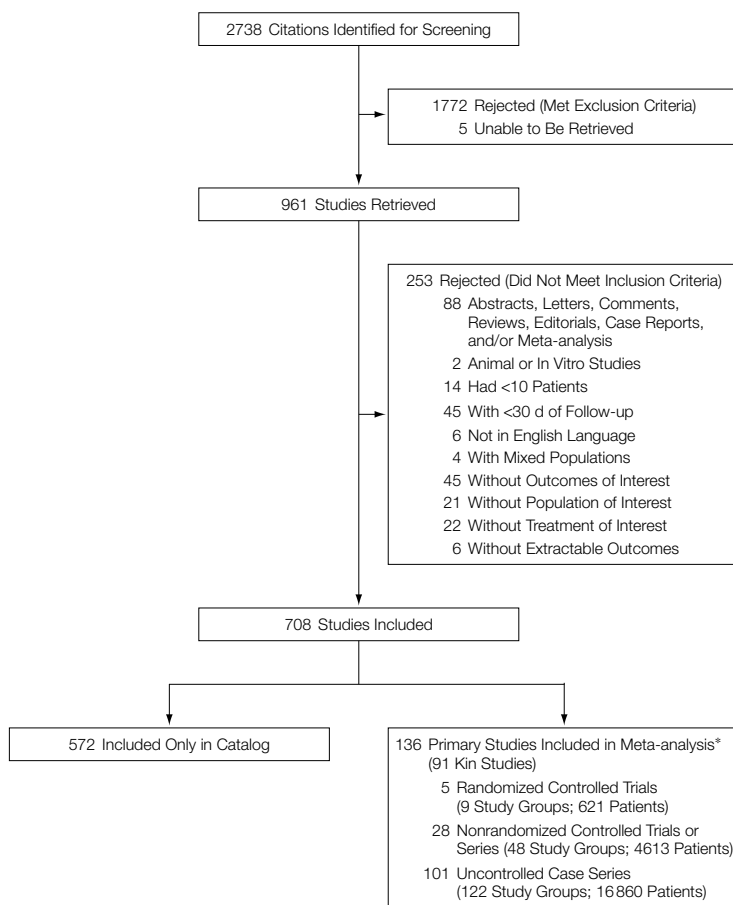 2738 Citations Identified for Screening
1772 Rejected (Met Exclusion Criteria)
5 Unable to Be Retrieved
961 Studies Retrieved
253 Rejected (Did Not Meet Inclusion Criteria)
88 Abstracts, Letters, Comments,
Reviews, Editorials, Case Reports,
and/or Meta-analysis
2 Animal or In Vitro Studies
14 Had <10 Patients
45 With <30 d of Follow-up
6 Not in English Language
4 With Mixed Populations
45 Without Outcomes of Interest
21 Without Population of Interest
22 Without Treatment of Interest
6 Without Extractable Outcomes
708 Studies Included
572 Included Only in Catalog
136 Primary Studies Included in Meta-analysis*
(91 Kin Studies)
5 Randomized Controlled Trials
(9 Study Groups; 621 Patients)
28 Nonrandomized Controlled Trials or
Series (48 Study Groups; 4613 Patients)
101 Uncontrolled Case Series
(122 Study Groups; 16 860 Patients)